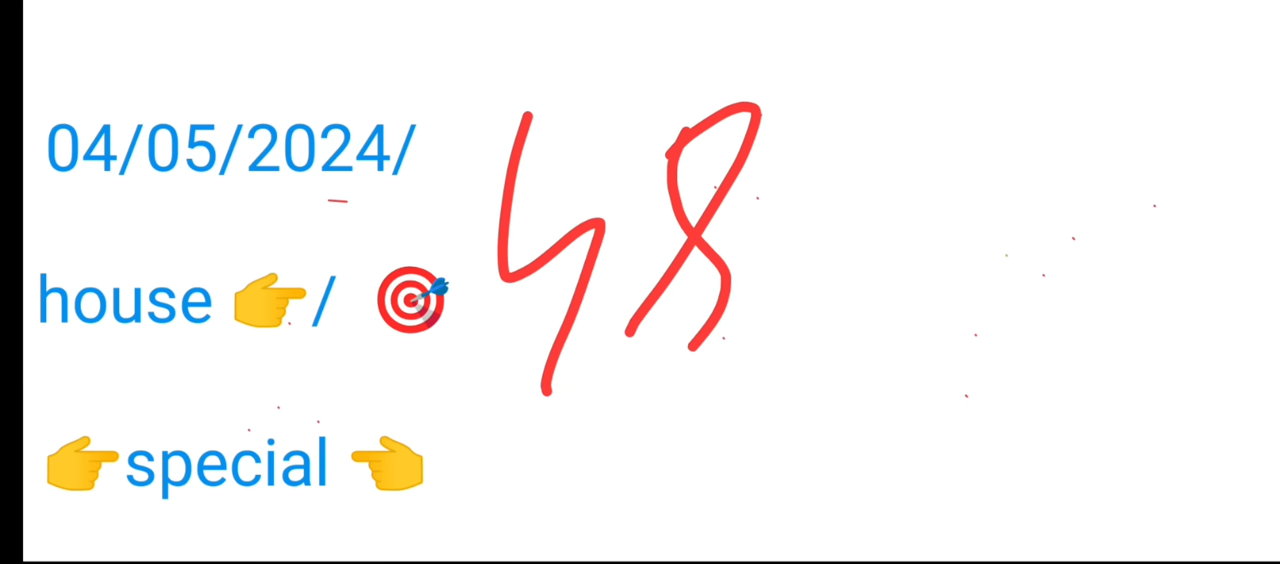 04/05/2024/
48
house 👉/ 🎯
👉special 👈